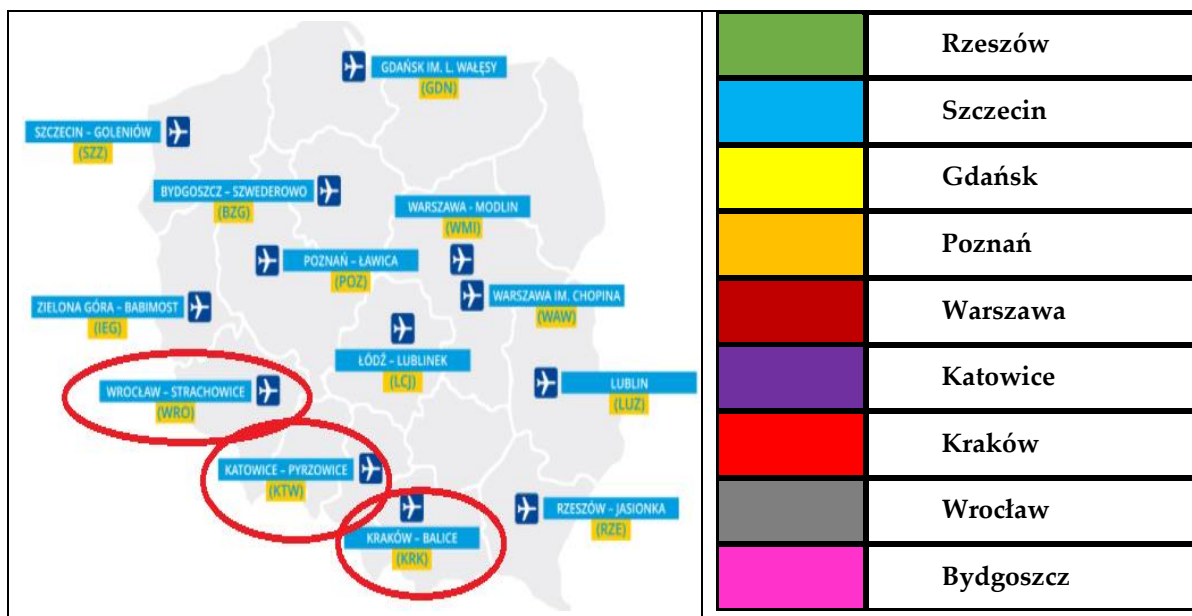 GDAŃSK IM. L. WAŁĘSY
(GDN)
SZCZECIN – GOLENIÓW
(SZZ)
BYDGOSZCZ – SZWEDEROWO
(BZG)
WARSZAWA - MODLIN
(WMI)
POZNAŃ – ŁAWICA
(POZ)
WARSZAWA IM. CHOPINA
(WAW)
ZIELONA GÓRA – BABIMOST
(IEG)
ŁÓDŹ – LUBLINEK
(LCJ)
WROCŁAW – STRACHOWICE
(WRO)
LUBLIN
(LUZ)
KATOWICE – PYRZOWICE
(KTW)
RZESZÓW – JASIONKA
(RZE)
KRAKÓW – BALICE
(KRK)
Rzeszów
Szczecin
Gdańsk
Poznań
Warszawa
Katowice
Kraków
Wrocław
Bydgoszcz